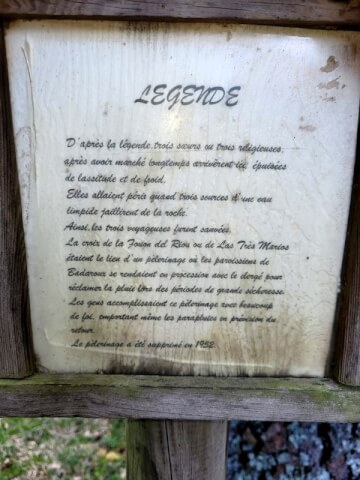 LEGENDE
D'après la légende, trois sœurs ou trois religieuses,
après avoir marché longtemps arrivèrent ici épuisées
de lassitude et de froid.
Elles allaient périr quand trois sources d'une eau
limpide jaillirent de la roche.
Ainsi, les trois voyageuses furent sauvées.
La croix de la Fouon del Riou ou de Las Très Marios
étaient le lieu d'un pèlerinage où les paroissiens de
Badaroux se rendaient en procession avec le clergé pour
réclamer la pluie lors des périodes de grande sécheresse.
Les gens accomplissaient ce pèlerinage avec beaucoup
de foi, emportant même les parapluies en prévision du
retour.
Le pèlerinage a été supprimé en 1952